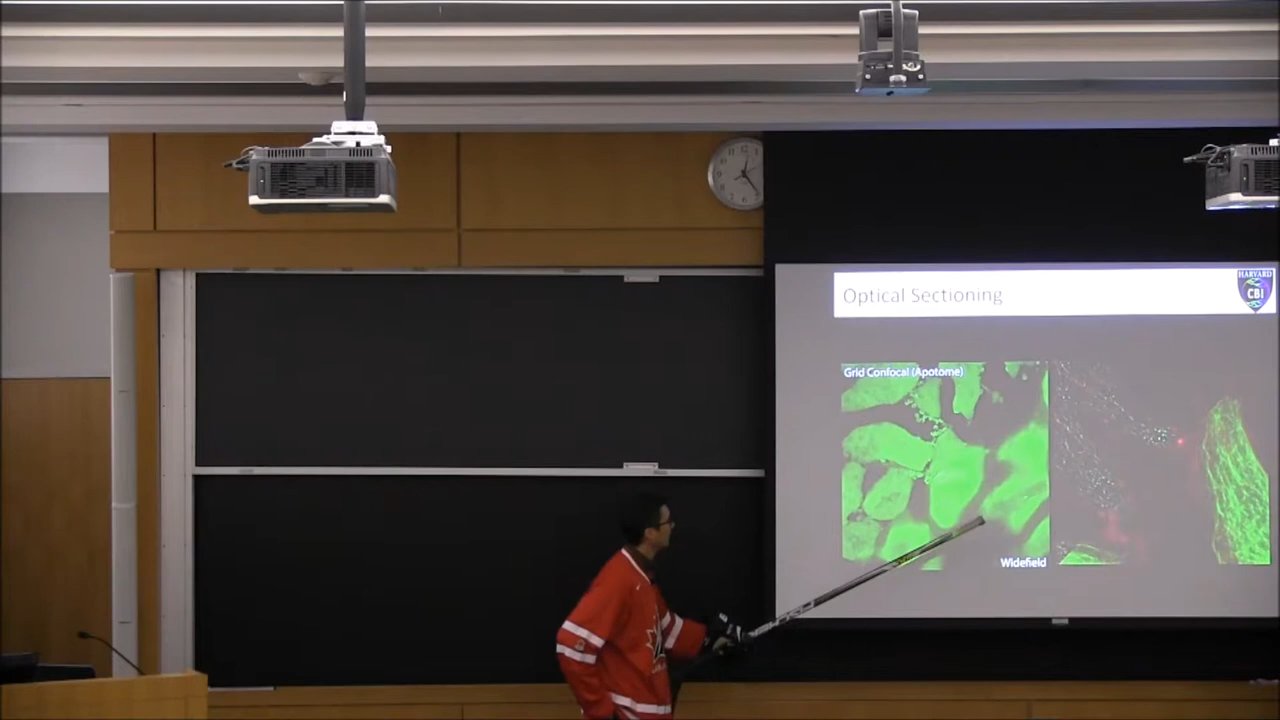 Optical Sectioning
HARVARD
CBI
Grid Confocal (Apotome)
Widefield